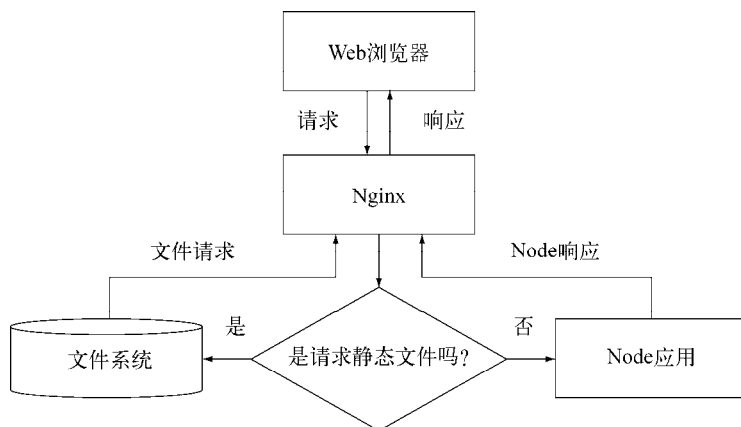 Web浏览器
请求
响应
Nginx
文件请求
Node响应
是
否
文件系统
是请求静态文件吗?
Node应用